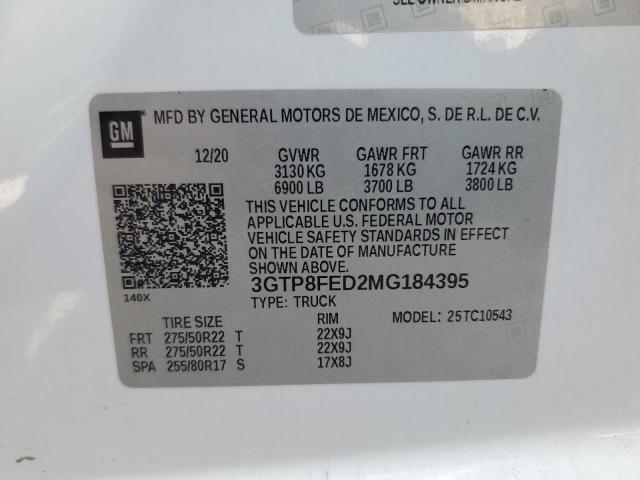 SEE OWNER'S MANUAL
GM
MFD BY GENERAL MOTORS DE MEXICO, S. DE R.L. DE C.V.
12/20 GVWR GAWR FRT GAWR RR
3130 KG 1678 KG 1724 KG
6900 LB 3700 LB 3800 LB
THIS VEHICLE CONFORMS TO ALL
APPLICABLE U.S. FEDERAL MOTOR
VEHICLE SAFETY STANDARDS IN EFFECT
ON THE DATE OF MANUFACTURE
SHOWN ABOVE.
3GTP8FED2MG184395
140X
TYPE: TRUCK
TIRE SIZE RIM MODEL: 25TC10543
FRT 275/50R22 T 22X9J
RR 275/50R22 T 22X9J
SPA 255/80R17 S 17X8J